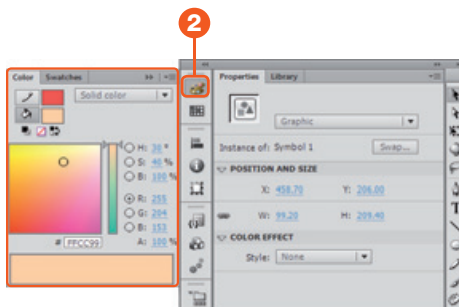 2
Color Swatches
Solid color
H: 30 °
S: 40 %
B: 100 %
R: 255
G: 204
B: 153
# FFCC99 A: 100 %
Properties Library
Graphic
Instance of: Symbol 1 Swap...
POSITION AND SIZE
X: 458.70 Y: 206.00
W: 99.20 H: 209.40
COLOR EFFECT
Style: None
T